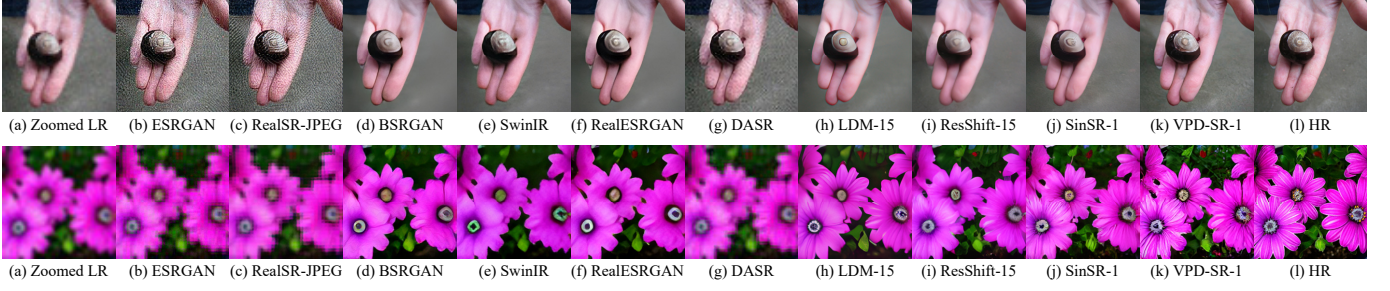 (a) Zoomed LR (b) ESRGAN (c) RealSR-JPEG (d) BSRGAN (e) SwinIR (f) RealESRGAN (g) DASR (h) LDM-15 (i) ResShift-15 (j) SinSR-1 (k) VPD-SR-1 (l) HR
(a) Zoomed LR (b) ESRGAN (c) RealSR-JPEG (d) BSRGAN (e) SwinIR (f) RealESRGAN (g) DASR (h) LDM-15 (i) ResShift-15 (j) SinSR-1 (k) VPD-SR-1 (l) HR